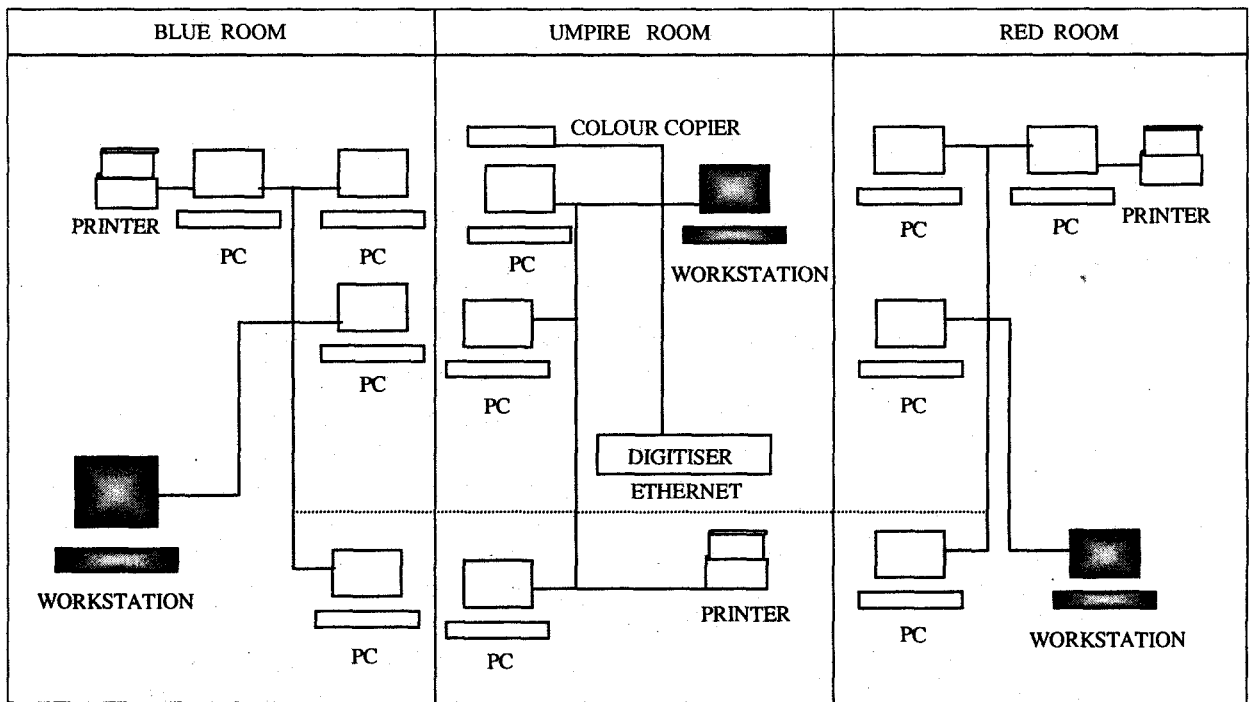 BLUE ROOM
UMPIRE ROOM
RED ROOM
PRINTER
PC
PC
PC
WORKSTATION
PC
COLOUR COPIER
PC
WORKSTATION
PC
DIGITISER
ETHERNET
PC
PRINTER
PC
PC
PRINTER
PC
PC
WORKSTATION